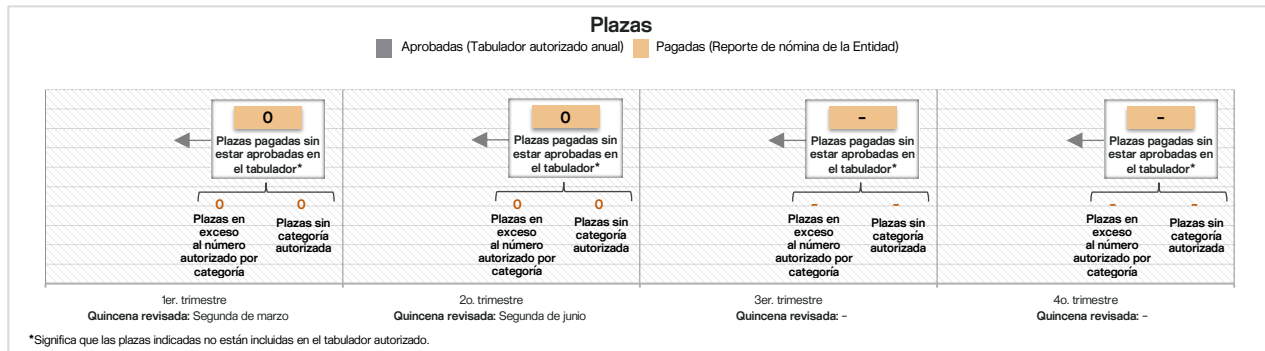 Plazas
Aprobadas (Tabulador autorizado anual) Pagadas (Reporte de nómina de la Entidad)
0
Plazas pagadas sin
estar aprobadas en
el tabulador*
0 0
Plazas en
exceso
al número
autorizado por
categoría
Plazas sin
categoría
autorizada
0
Plazas pagadas sin
estar aprobadas en
el tabulador*
0 0
Plazas en
exceso
al número
autorizado por
categoría
Plazas sin
categoría
autorizada
-
Plazas pagadas sin
estar aprobadas en
el tabulador*
- -
Plazas en
exceso
al número
autorizado por
categoría
Plazas sin
categoría
autorizada
-
Plazas pagadas sin
estar aprobadas en
el tabulador*
- -
Plazas en
exceso
al número
autorizado por
categoría
Plazas sin
categoría
autorizada
1er. trimestre
Quincena revisada: Segunda de marzo
2o. trimestre
Quincena revisada: Segunda de junio
3er. trimestre
Quincena revisada: -
4o. trimestre
Quincena revisada: -
*Significa que las plazas indicadas no están incluidas en el tabulador autorizado.